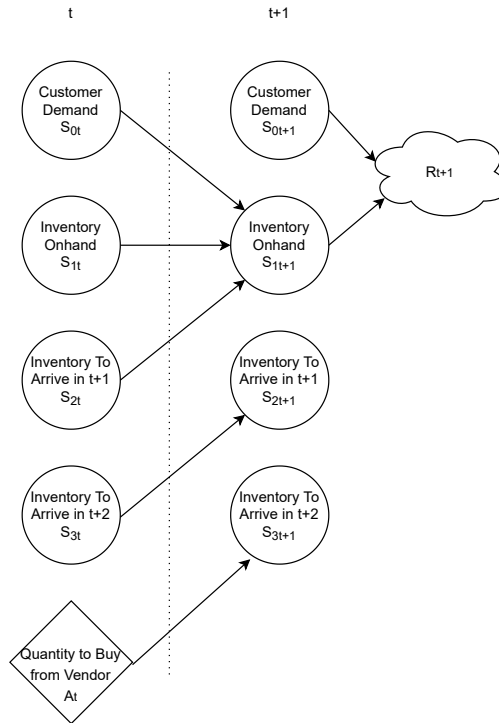 t
t+1
Customer
Demand
S0t
Customer
Demand
S0t+1
Rt+1
Inventory
Onhand
S1t
Inventory
Onhand
S1t+1
Inventory To
Arrive in t+1
S2t
Inventory To
Arrive in t+1
S2t+1
Inventory To
Arrive in t+2
S3t
Inventory To
Arrive in t+2
S3t+1
Quantity to Buy
from Vendor
At